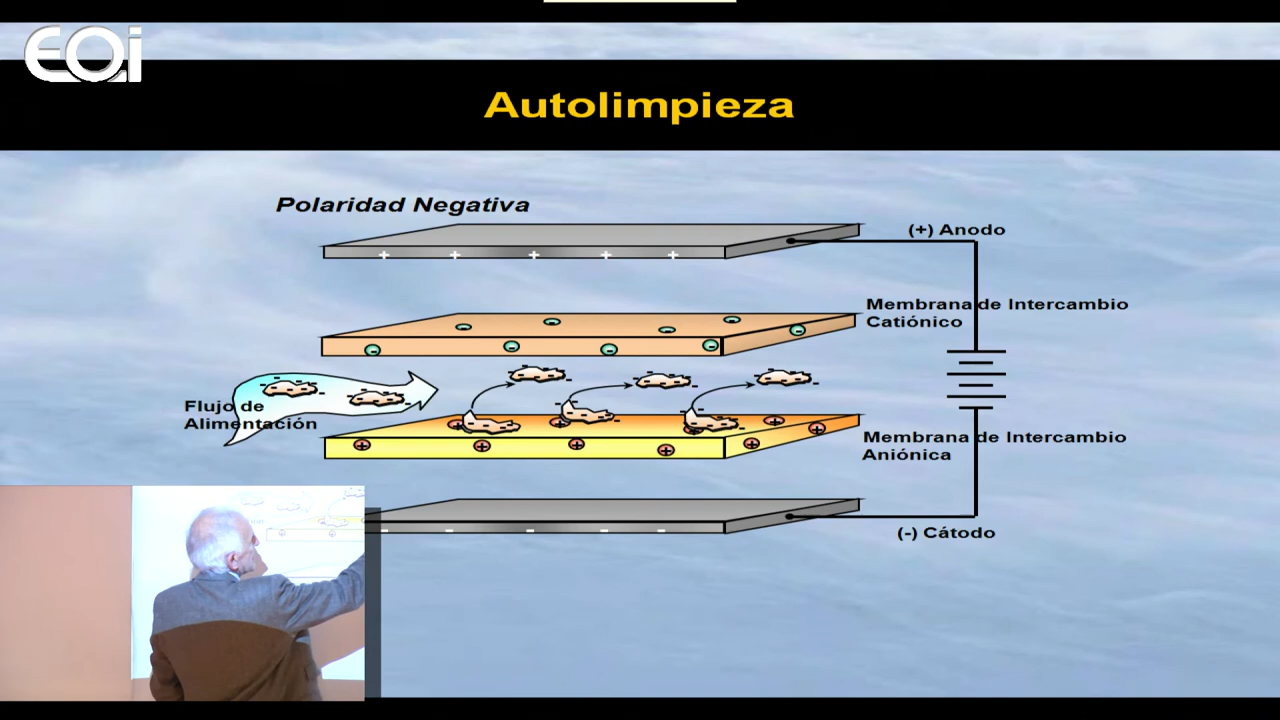 EOi
Autolimpieza
Polaridad Negativa
(+) Anodo
Membrana de Intercambio
Catiónico
Flujo de
Alimentación
Membrana de Intercambio
Aniónica
(-) Cátodo